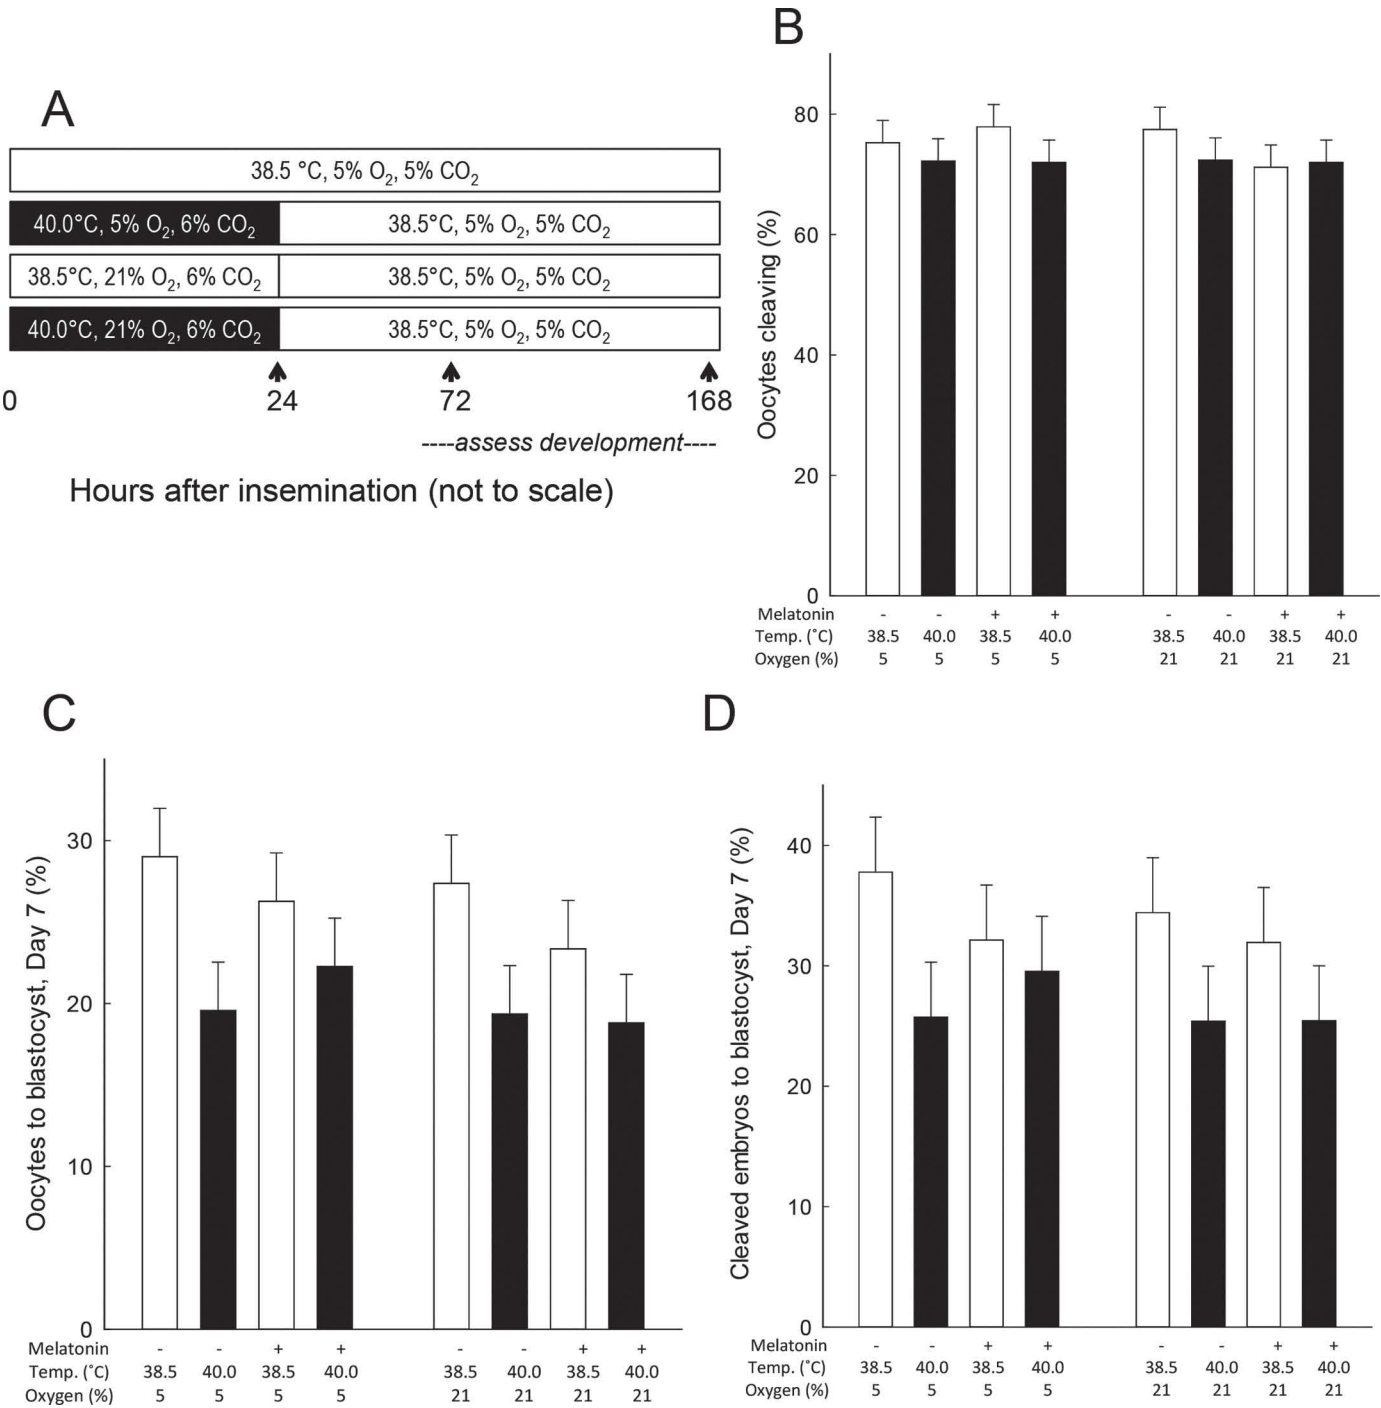 A
38.5 °C, 5% O2, 5% CO2
40.0°C, 5% O2, 6% CO2 38.5°C, 5% O2, 5% CO2
38.5°C, 21% O2, 6% CO2 38.5°C, 5% O2, 5% CO2
40.0°C, 21% O2, 6% CO2 38.5°C, 5% O2, 5% CO2
0 24 72 168
----assess development----
Hours after insemination (not to scale)
B
Oocytes cleaving (%)
80
60
40
20
0
Melatonin - - + + - - + +
Temp. (˚C) 38.5 40.0 38.5 40.0 38.5 40.0 38.5 40.0
Oxygen (%) 5 5 5 5 21 21 21 21
C
Oocytes to blastocyst, Day 7 (%)
30
20
10
0
Melatonin - - + + - - + +
Temp. (˚C) 38.5 40.0 38.5 40.0 38.5 40.0 38.5 40.0
Oxygen (%) 5 5 5 5 21 21 21 21
D
Cleaved embryos to blastocyst, Day 7 (%)
40
30
20
10
0
Melatonin - - + + - - + +
Temp. (˚C) 38.5 40.0 38.5 40.0 38.5 40.0 38.5 40.0
Oxygen (%) 5 5 5 5 21 21 21 21